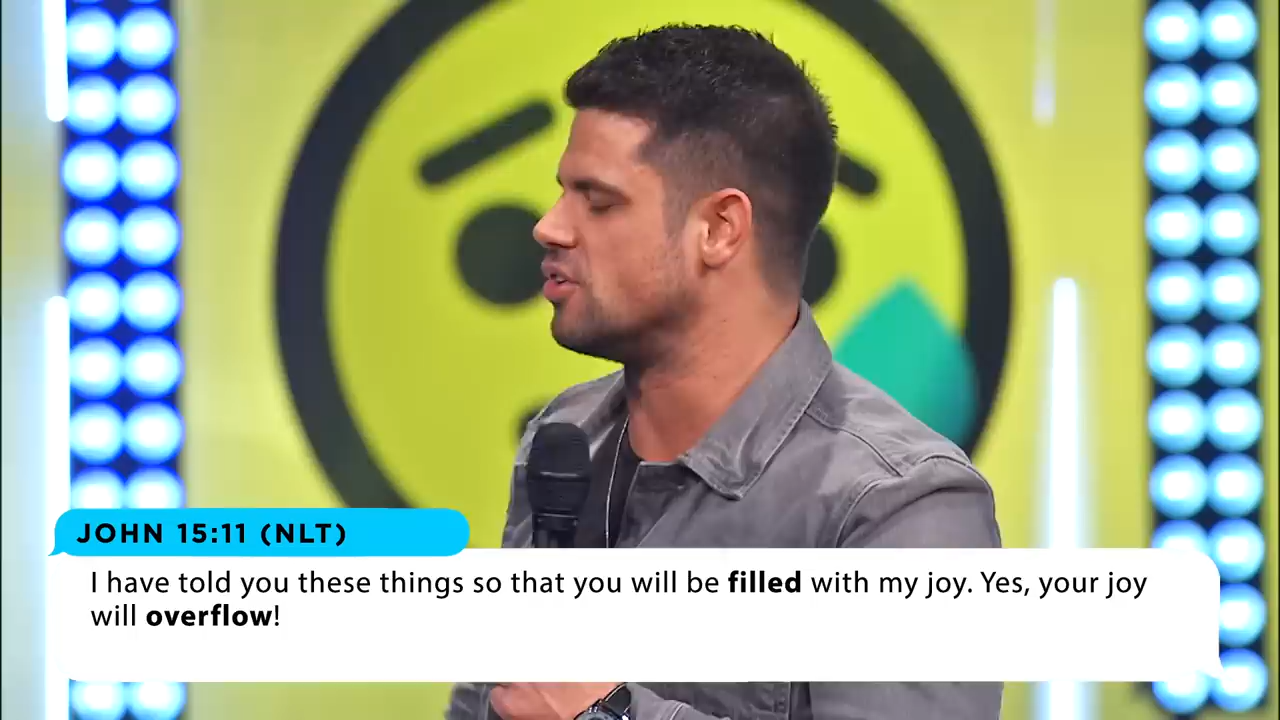 JOHN 15:11 (NLT)
I have told you these things so that you will be filled with my joy. Yes, your joy
will overflow!